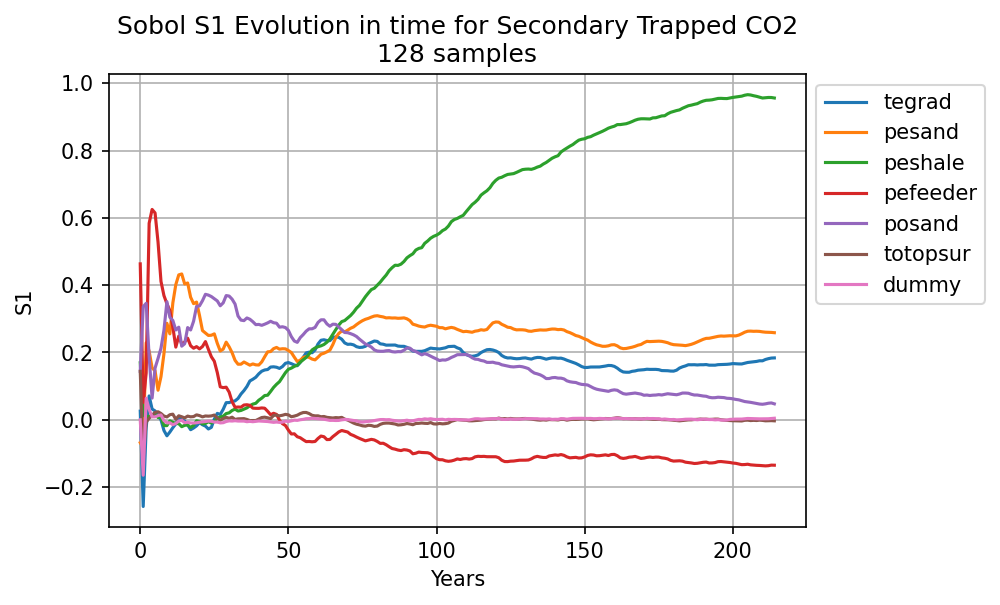 Sobol S1 Evolution in time for Secondary Trapped CO2
128 samples
1.0
0.8
0.6
0.4
0.2
0.0
−0.2
S1
0
50
100
150
200
Years
tegrad
pesand
peshale
pefeeder
posand
totopsur
dummy